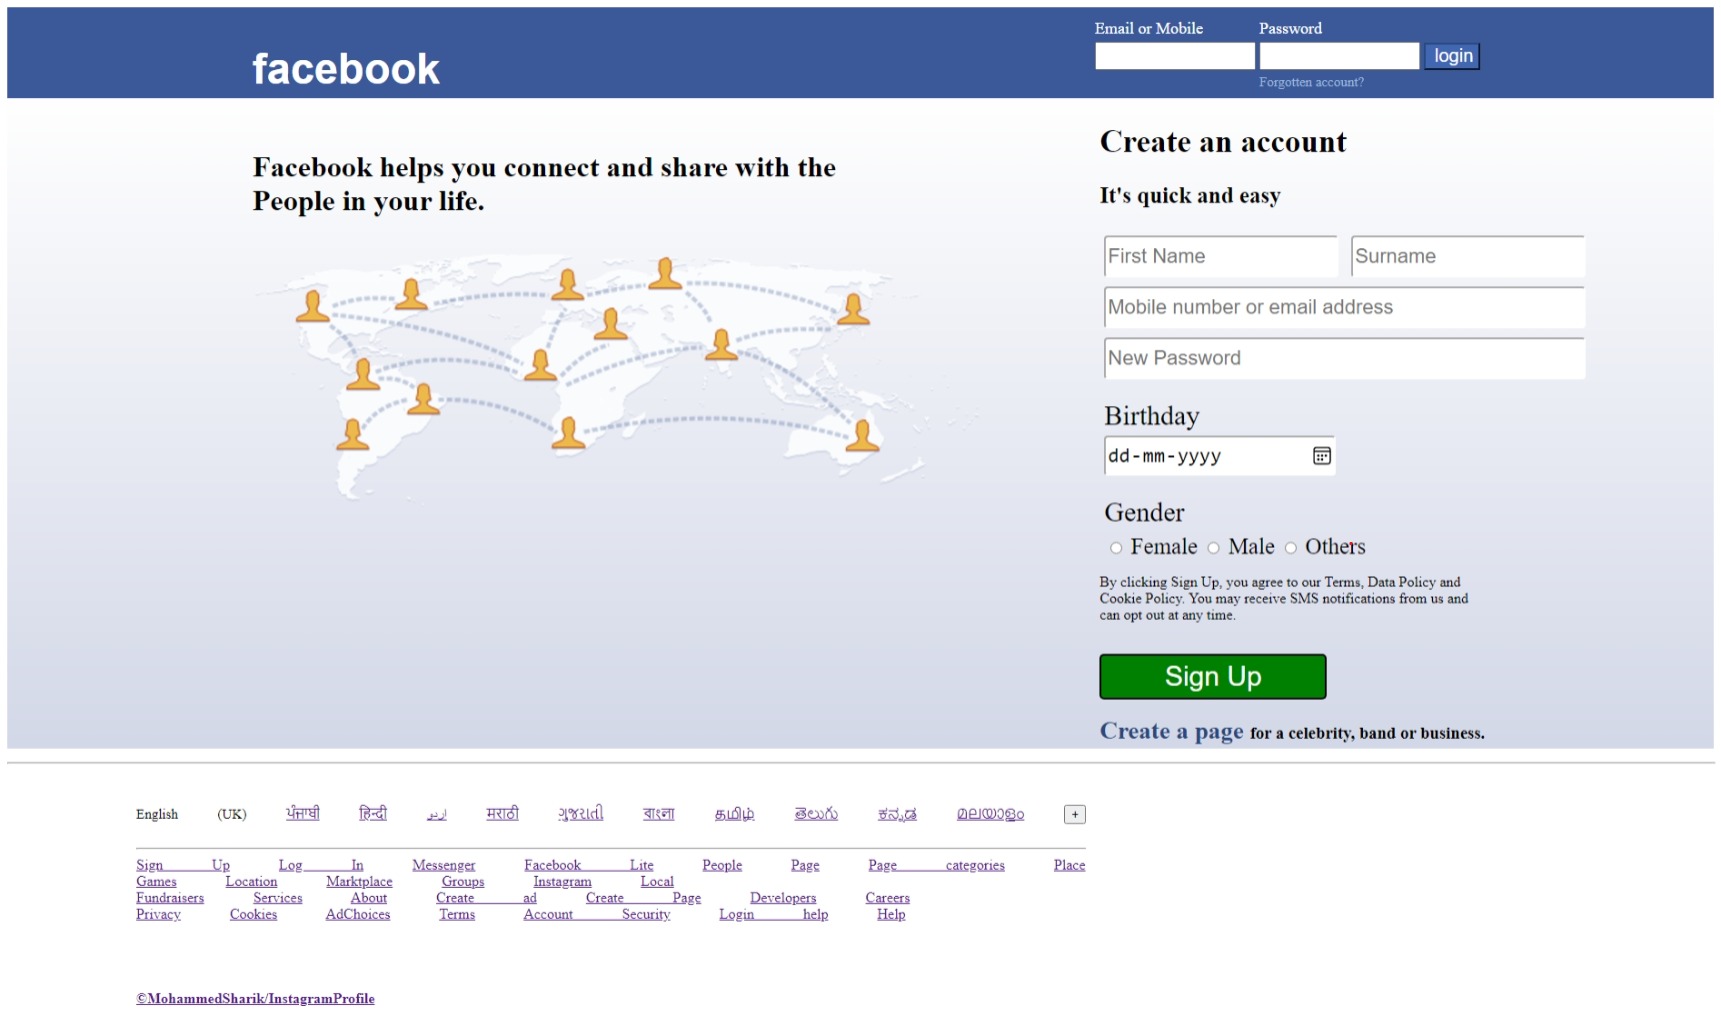 Email or Mobile Password
facebook
login
Forgotten account?
Create an account
Facebook helps you connect and share with the
People in your life.
It's quick and easy
First Name Surname
Mobile number or email address
New Password
Birthday
dd-mm-yyyy
Gender
Female Male Others
By clicking Sign Up, you agree to our Terms, Data Policy and
Cookie Policy. You may receive SMS notifications from us and
can opt out at any time.
Sign Up
Create a page for a celebrity, band or business.
English (UK) ਪੰਜਾਬੀ हिन्दी اردو मराठी ગુજરાતી বাংলা தமிழ் తెలుగు ಕನ್ನಡ മലയാളം +
Sign Up Log In Messenger Facebook Lite People Page Page categories Place
Games Location Marktplace Groups Instagram Local
Fundraisers Services About Create ad Create Page Developers Careers
Privacy Cookies AdChoices Terms Account Security Login help Help
©MohammedSharik/InstagramProfile